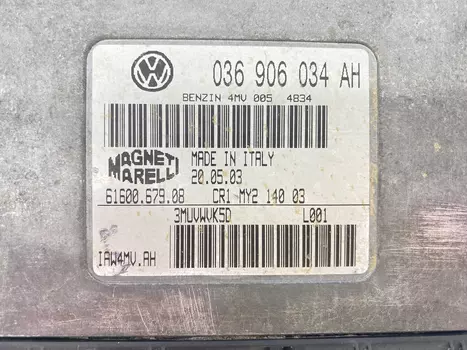 036 906 034 AH
BENZIN 4MV 005 4834
MAGNETI MARELLI
MADE IN ITALY
20.05.03
61600.679.08 CR1-MY2 140 03
3MUVWVK5D L001
IAW4MV.AH